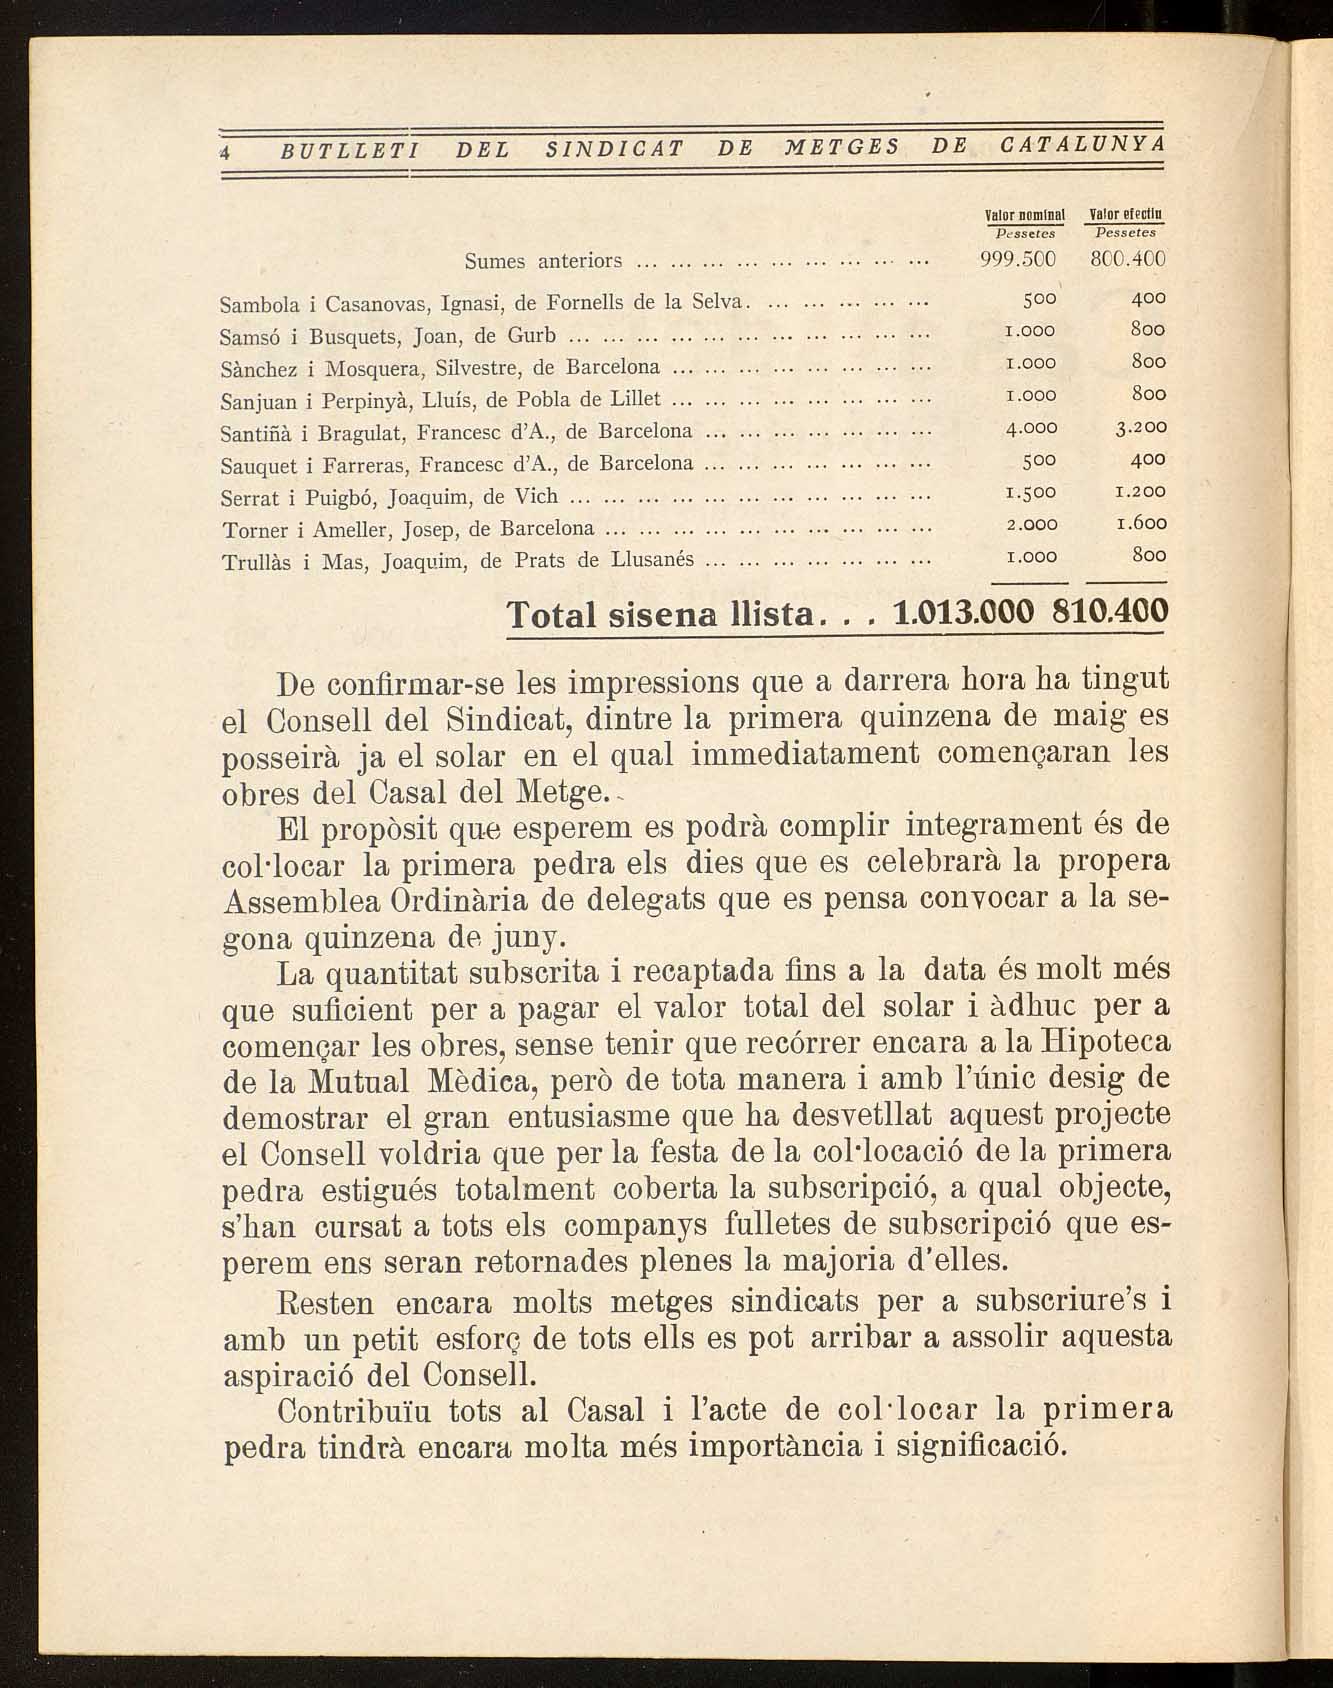 4 BUTLLETI DEL SINDICAT DE METGES DE CATALUNYA
Valor nominal Valor efectiu
Pessetes Pessetes
Sumes anteriors ... ... ... ... ... ... ... ... ... 999.500 800.400
Sambola i Casanovas, Ignasi, de Fornells de la Selva. ... ... ... ... ... 500 400
Samsó i Busquets, Joan, de Gurb ... ... ... ... ... ... ... ... ... ... ... 1.000 800
Sànchez i Mosquera, Silvestre, de Barcelona ... ... ... ... ... ... ... ... 1.000 800
Sanjuan i Perpinyà, Lluís, de Pobla de Lillet ... ... ... ... ... ... ... ... 1.000 800
Santiñà i Bragulat, Francesc d'A., de Barcelona ... ... ... ... ... ... ... 4.000 3.200
Sauquet i Farreras, Francesc d'A., de Barcelona ... ... ... ... ... ... ... 500 400
Serrat i Puigbó, Joaquim, de Vich ... ... ... ... ... ... ... ... ... ... ... 1.500 1.200
Torner i Ameller, Josep, de Barcelona ... ... ... ... ... ... ... ... ... ... 2.000 1.600
Trullàs i Mas, Joaquim, de Prats de Llusanés ... ... ... ... ... ... ... 1.000 800
Total sisena llista. . . 1.013.000 810.400
De confirmar-se les impressions que a darrera hora ha tingut
el Consell del Sindicat, dintre la primera quinzena de maig es
posseirà ja el solar en el qual immediatament començaran les
obres del Casal del Metge.
El propòsit que esperem es podrà complir integrament és de
col·locar la primera pedra els dies que es celebrarà la propera
Assemblea Ordinària de delegats que es pensa convocar a la se-
gona quinzena de juny.
La quantitat subscrita i recaptada fins a la data és molt més
que suficient per a pagar el valor total del solar i àdhuc per a
començar les obres, sense tenir que recórrer encara a la Hipoteca
de la Mutual Mèdica, però de tota manera i amb l'únic desig de
demostrar el gran entusiasme que ha desvetllat aquest projecte
el Consell voldria que per la festa de la col·locació de la primera
pedra estigués totalment coberta la subscripció, a qual objecte,
s'han cursat a tots els companys fulletes de subscripció que es-
perem ens seran retornades plenes la majoria d'elles.
Resten encara molts metges sindicats per a subscriure's i
amb un petit esforç de tots ells es pot arribar a assolir aquesta
aspiració del Consell.
Contribuïu tots al Casal i l'acte de col·locar la primera
pedra tindrà encara molta més importància i significació.